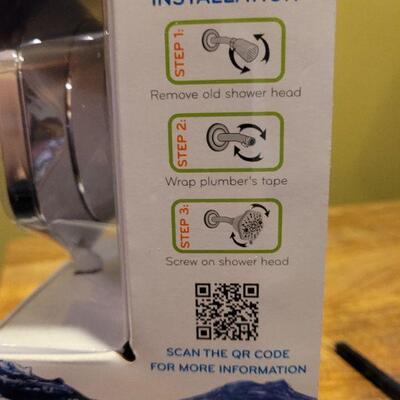 INSTALLATION
STEP 1:
Remove old shower head
STEP 2:
Wrap plumber's tape
STEP 3:
Screw on shower head
SCAN THE QR CODE
FOR MORE INFORMATION